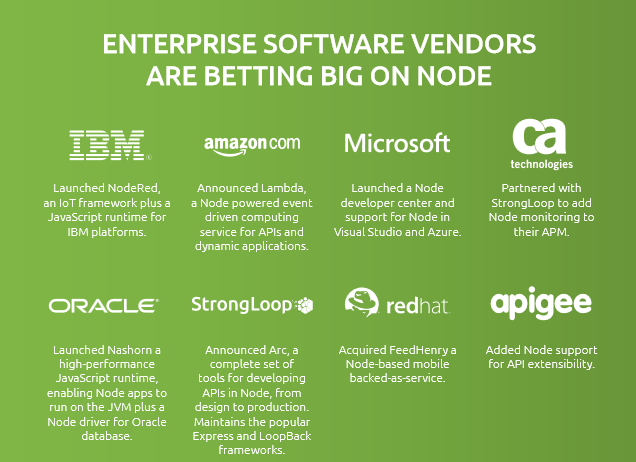 ENTERPRISE SOFTWARE VENDORS
ARE BETTING BIG ON NODE
IBM
Launched NodeRed,
an IoT framework plus a
JavaScript runtime for
IBM platforms.
amazon.com
Announced Lambda,
a Node powered event
driven computing
service for APIs and
dynamic applications.
Microsoft
Launched a Node
developer center and
support for Node in
Visual Studio and Azure.
ca
technologies
Partnered with
StrongLoop to add
Node monitoring to
their APM.
ORACLE
Launched Nashorn a
high-performance
JavaScript runtime,
enabling Node apps to
run on the JVM plus a
Node driver for Oracle
database.
StrongLoop
Announced Arc, a
complete set of
tools for developing
APIs in Node, from
design to production.
Maintains the popular
Express and LoopBack
frameworks.
redhat.
Acquired FeedHenry a
Node-based mobile
backed-as-service.
apigee
Added Node support
for API extensibility.